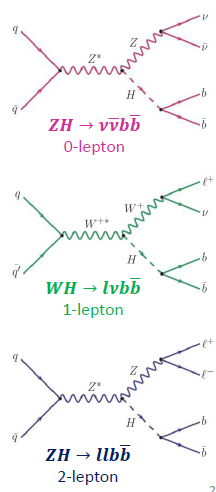 q ν
Z
Z* ν̄
H b
q̄ b̄
ZH → νν̄bb̄
0-lepton
q ℓ+
W+
W+* ν
H b
q̄' b̄
WH → lνbb̄
1-lepton
q ℓ+
Z
Z* ℓ−
H b
q̄ b̄
ZH → llbb̄
2-lepton
2